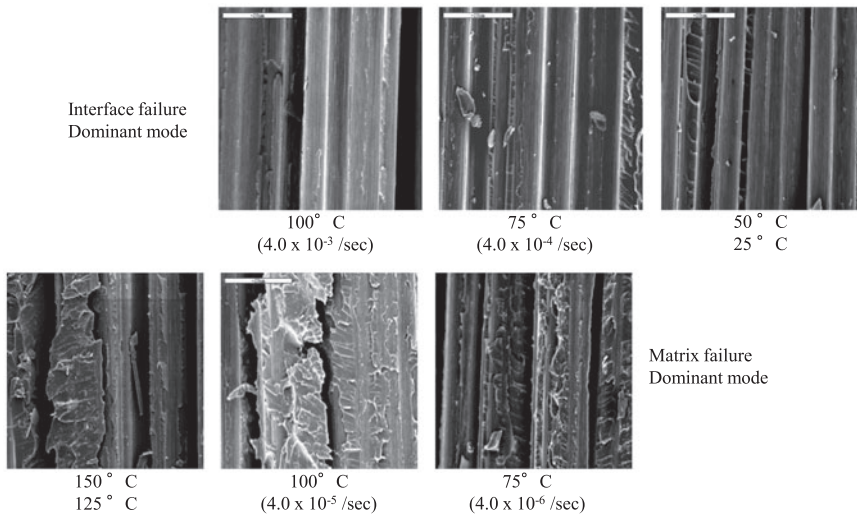 Interface failure
Dominant mode
100° C
(4.0 x 10-3 /sec)
75° C
(4.0 x 10-4 /sec)
50° C
25° C
Matrix failure
Dominant mode
150° C
125° C
100° C
(4.0 x 10-5 /sec)
75° C
(4.0 x 10-6 /sec)